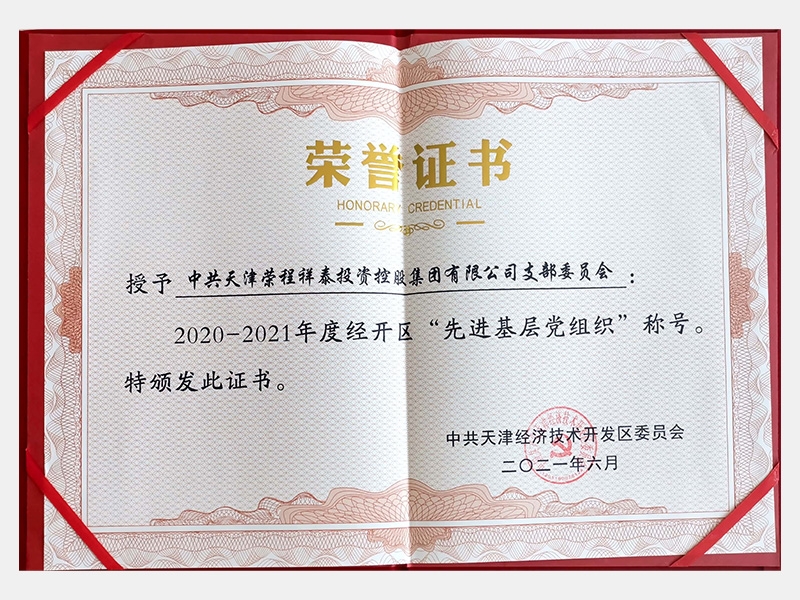 荣誉证书
HONORARY CREDENTIAL
授予 中共天津荣程祥泰投资控股集团有限公司支部委员会：
2020-2021年度经开区“先进基层党组织”称号。
特颁发此证书。
中共天津经济技术开发区委员会
二〇二一年六月